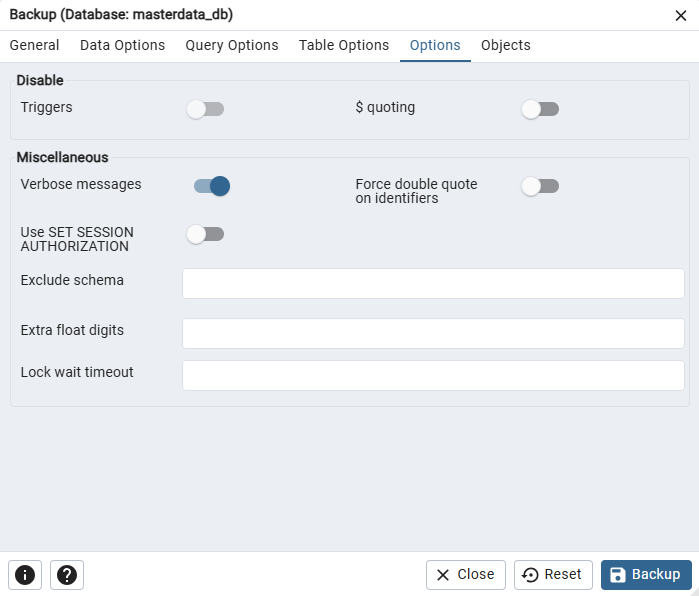 Backup (Database: masterdata_db)
General Data Options Query Options Table Options Options Objects
Disable
Triggers
$ quoting
Miscellaneous
Verbose messages
Force double quote
on identifiers
Use SET SESSION
AUTHORIZATION
Exclude schema
Extra float digits
Lock wait timeout
Close Reset Backup